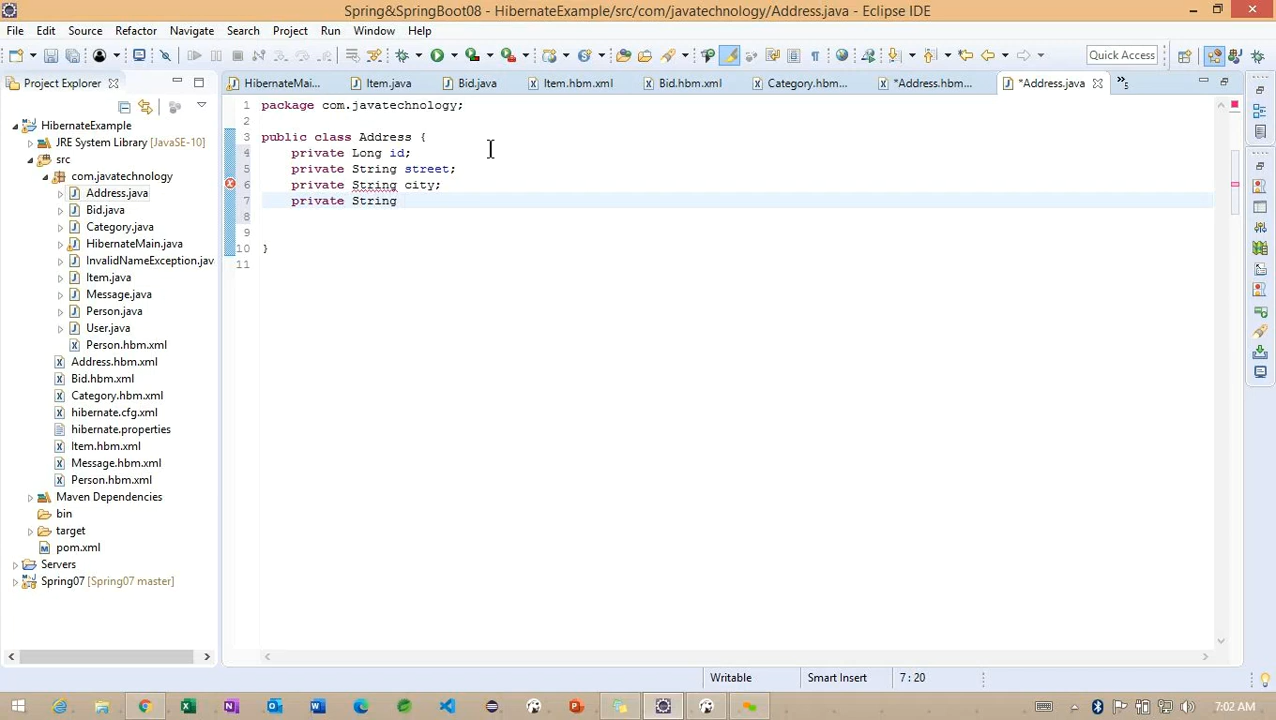 Spring&SpringBoot08 - HibernateExample/src/com/javatechnology/Address.java - Eclipse IDE
File Edit Source Refactor Navigate Search Project Run Window Help
Quick Access
Project Explorer
HibernateMai... Item.java Bid.java Item.hbm.xml Bid.hbm.xml Category.hbm... *Address.hbm... *Address.java 5
HibernateExample
JRE System Library [JavaSE-10]
src
com.javatechnology
Address.java
Bid.java
Category.java
HibernateMain.java
InvalidNameException.jav
Item.java
Message.java
Person.java
User.java
Person.hbm.xml
Address.hbm.xml
Bid.hbm.xml
Category.hbm.xml
hibernate.cfg.xml
hibernate.properties
Item.hbm.xml
Message.hbm.xml
Person.hbm.xml
Maven Dependencies
bin
target
pom.xml
Servers
Spring07 [Spring07 master]
1 package com.javatechnology;
2
3 public class Address {
4 private Long id;
5 private String street;
6 private String city;
7 private String
8
9
10 }
11
Writable Smart Insert 7 : 20
7:02 AM